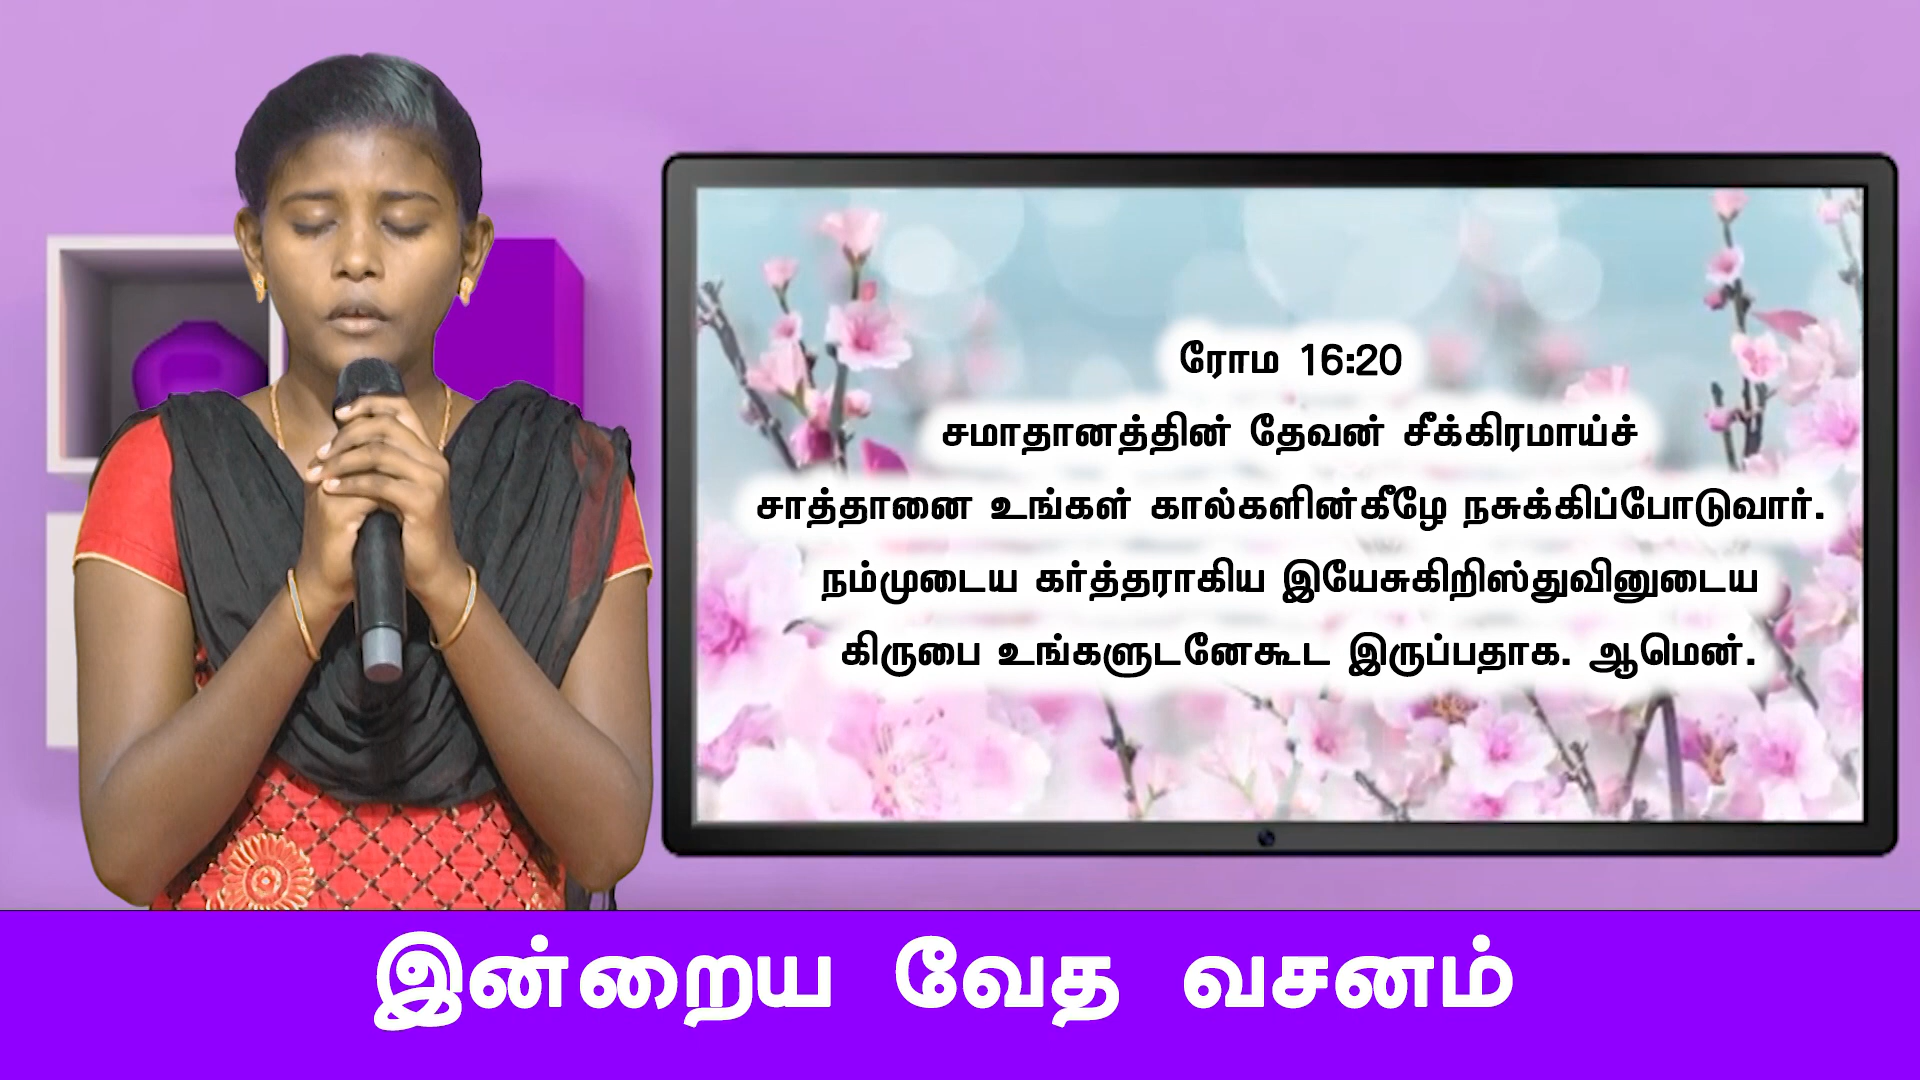 ரோம 16:20
சமாதானத்தின் தேவன் சீக்கிரமாய்ச்
சாத்தானை உங்கள் கால்களின்கீழே நசுக்கிப்போடுவார்.
நம்முடைய கர்த்தராகிய இயேசுகிறிஸ்துவினுடைய
கிருபை உங்களுடனேகூட இருப்பதாக. ஆமென்.
இன்றைய வேத வசனம்